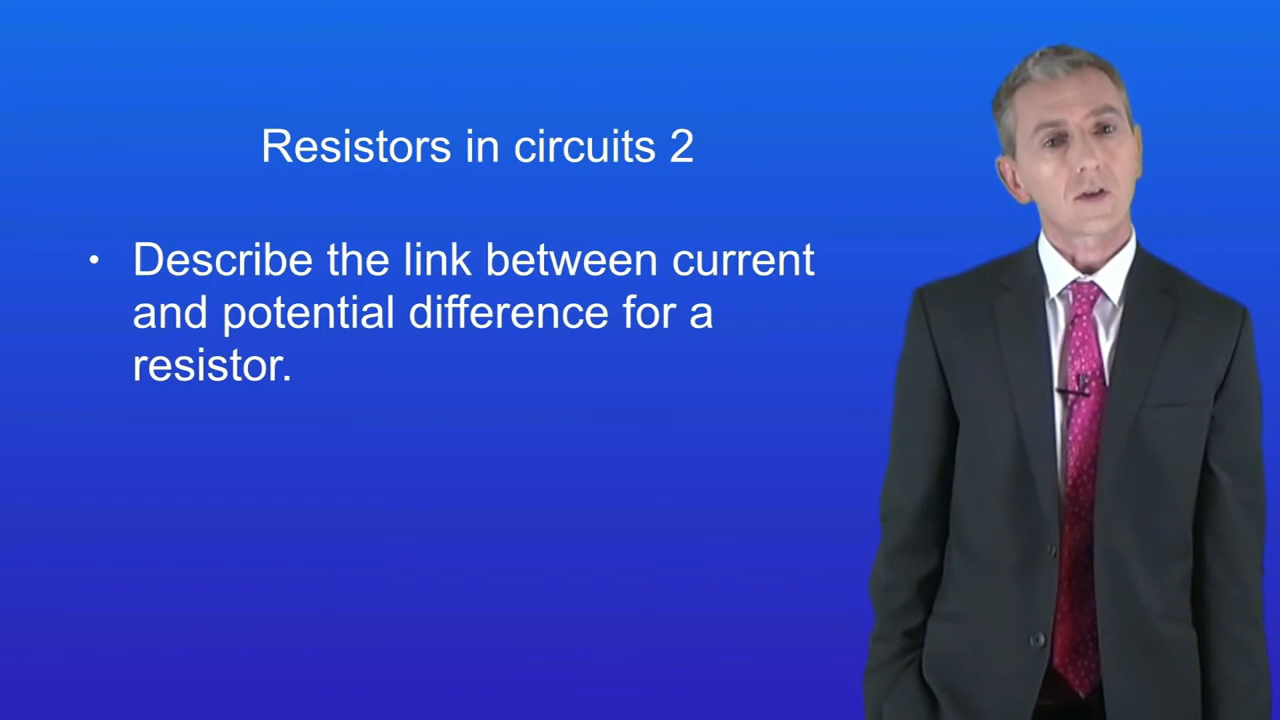 Resistors in circuits 2
• Describe the link between current
and potential difference for a
resistor.